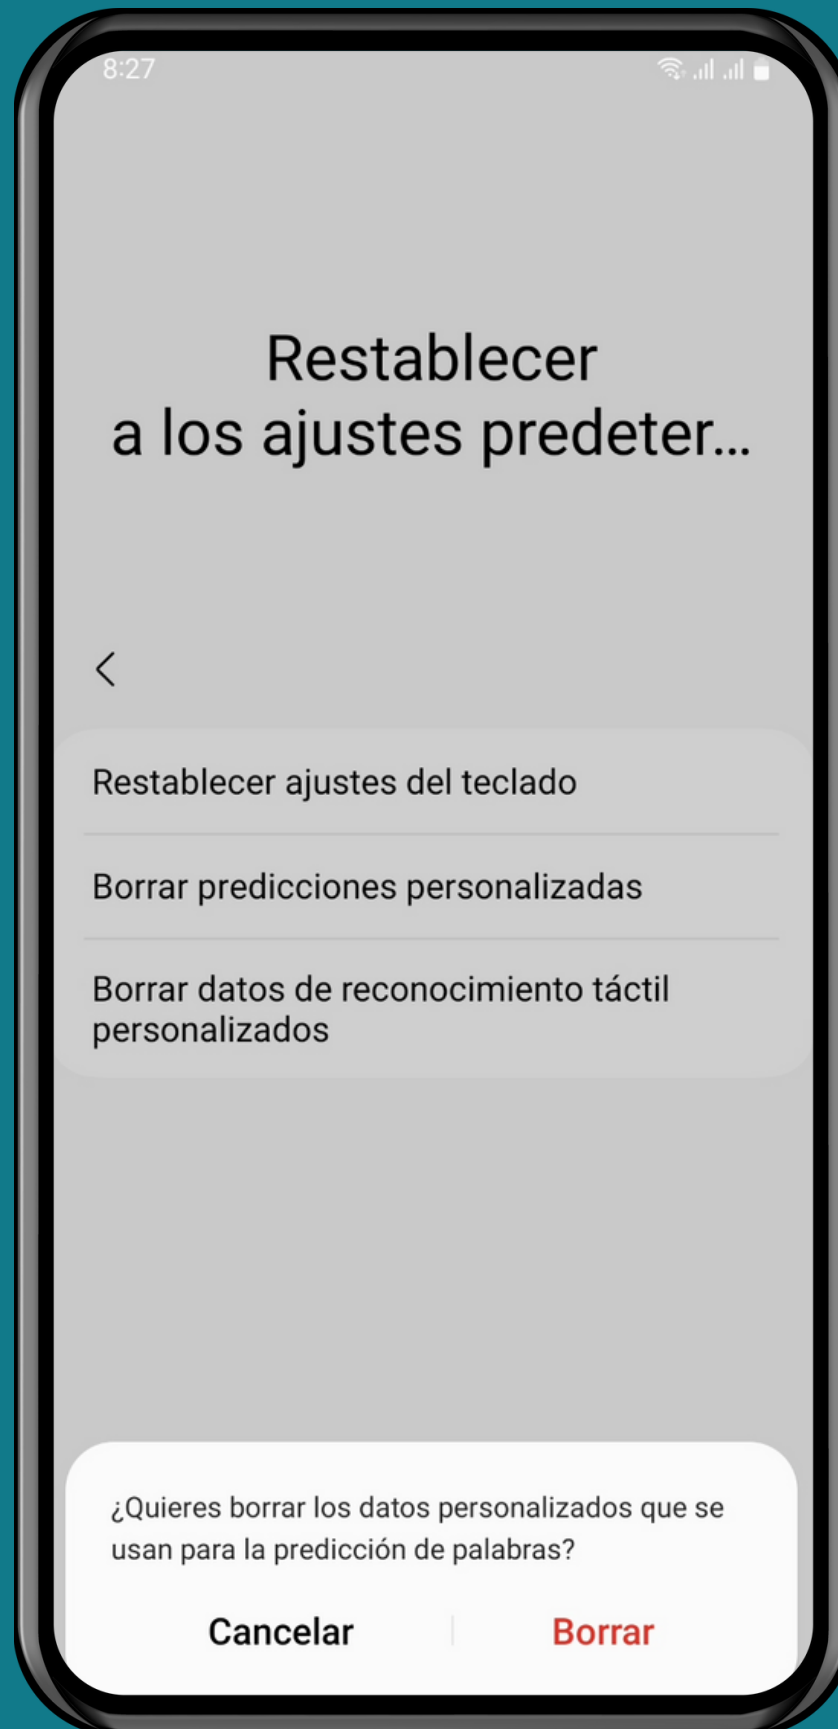 8:27
Restablecer
a los ajustes predeter...
Restablecer ajustes del teclado
Borrar predicciones personalizadas
Borrar datos de reconocimiento táctil
personalizados
¿Quieres borrar los datos personalizados que se
usan para la predicción de palabras?
Cancelar
Borrar